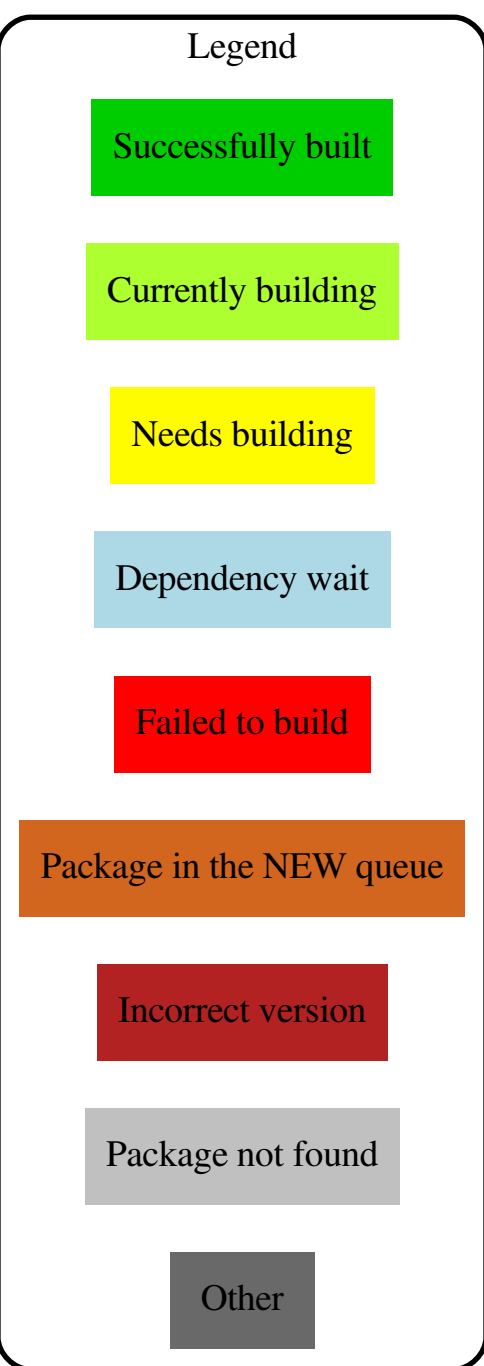 Legend
Successfully built
Currently building
Needs building
Dependency wait
Failed to build
Package in the NEW queue
Incorrect version
Package not found
Other